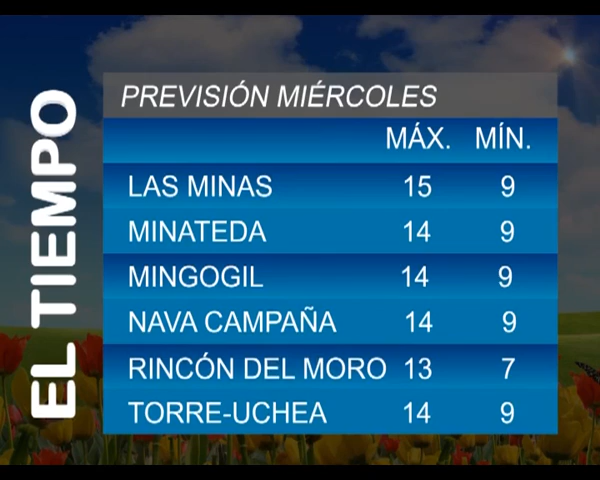 EL TIEMPO
PREVISIÓN MIÉRCOLES
MÁX. MÍN.
LAS MINAS 15 9
MINATEDA 14 9
MINGOGIL 14 9
NAVA CAMPAÑA 14 9
RINCÓN DEL MORO 13 7
TORRE-UCHEA 14 9